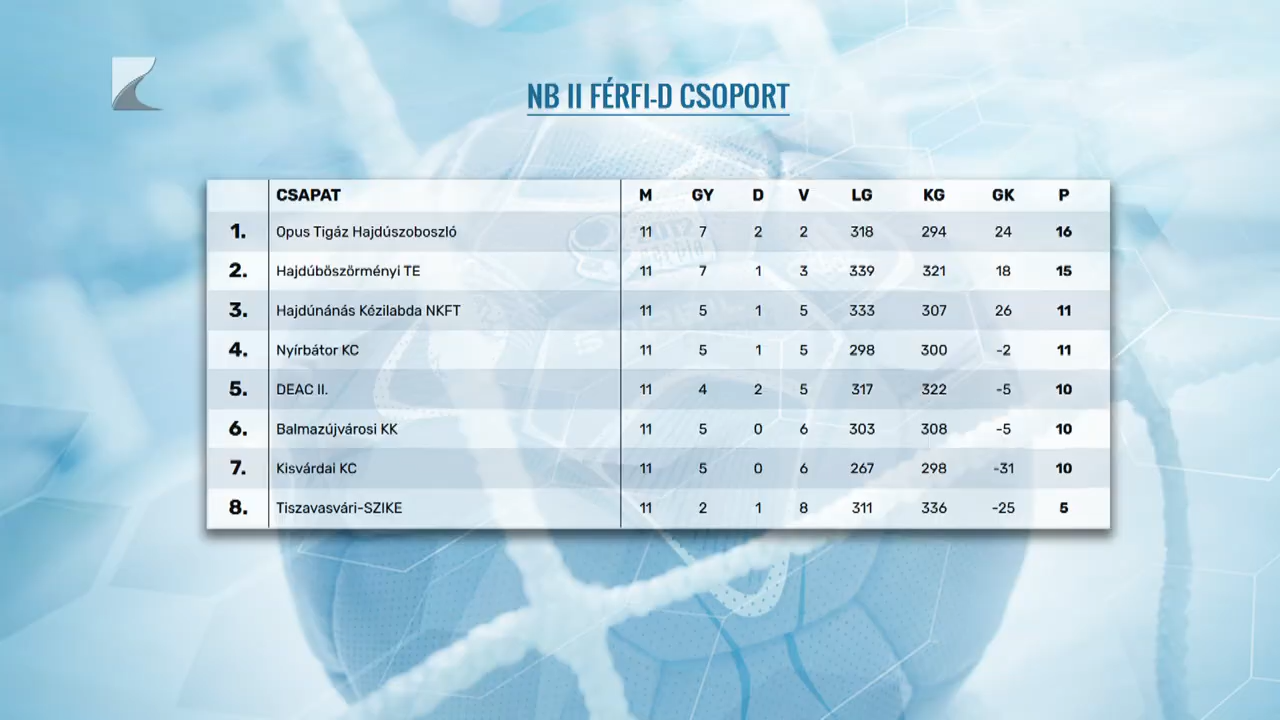 NB II FÉRFI-D CSOPORT
CSAPAT M GY D V LG KG GK P
1. Opus Tigáz Hajdúszoboszló 11 7 2 2 318 294 24 16
2. Hajdúböszörményi TE 11 7 1 3 339 321 18 15
3. Hajdúnánás Kézilabda NKFT 11 5 1 5 333 307 26 11
4. Nyírbátor KC 11 5 1 5 298 300 -2 11
5. DEAC II. 11 4 2 5 317 322 -5 10
6. Balmazújvárosi KK 11 5 0 6 303 308 -5 10
7. Kisvárdai KC 11 5 0 6 267 298 -31 10
8. Tiszavasvári-SZIKE 11 2 1 8 311 336 -25 5